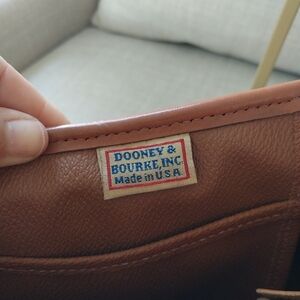 DOONEY &
BOURKE, INC.
Made in U S A